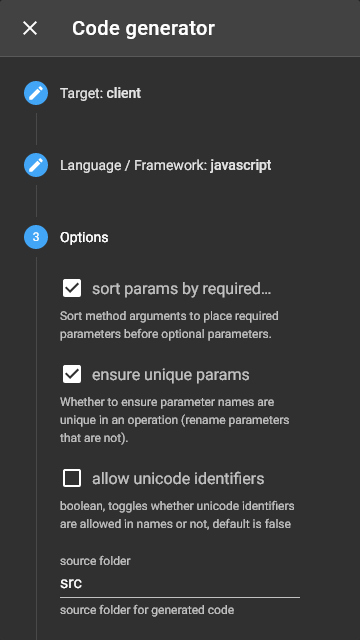 Code generator
Target: client
Language / Framework: javascript
3 Options
sort params by required...
Sort method arguments to place required
parameters before optional parameters.
ensure unique params
Whether to ensure parameter names are
unique in an operation (rename parameters
that are not).
allow unicode identifiers
boolean, toggles whether unicode identifiers
are allowed in names or not, default is false
source folder
src
source folder for generated code